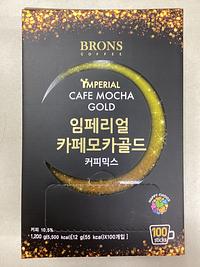 BRONS
COFFEE
YMPERIAL
CAFE MOCHA
GOLD
임페리얼
카페모카골드
커피믹스
커피 10.5%
1,200 g(5,500 kcal)[12 g(55 kcal)X100개입]
100
sticks